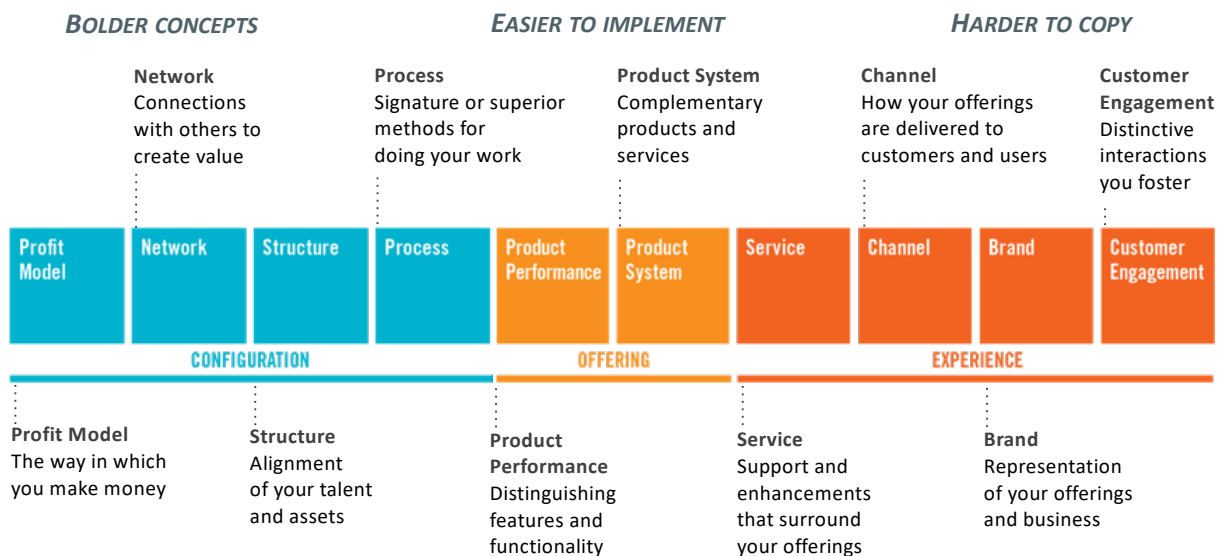 BOLDER CONCEPTS
EASIER TO IMPLEMENT
HARDER TO COPY
Network
Connections
with others to
create value
Process
Signature or superior
methods for
doing your work
Product System
Complementary
products and
services
Channel
How your offerings
are delivered to
customers and users
Customer
Engagement
Distinctive
interactions
you foster
Profit
Model
Network
Structure
Process
Product
Performance
Product
System
Service
Channel
Brand
Customer
Engagement
CONFIGURATION
OFFERING
EXPERIENCE
Profit Model
The way in which
you make money
Structure
Alignment
of your talent
and assets
Product
Performance
Distinguishing
features and
functionality
Service
Support and
enhancements
that surround
your offerings
Brand
Representation
of your offerings
and business